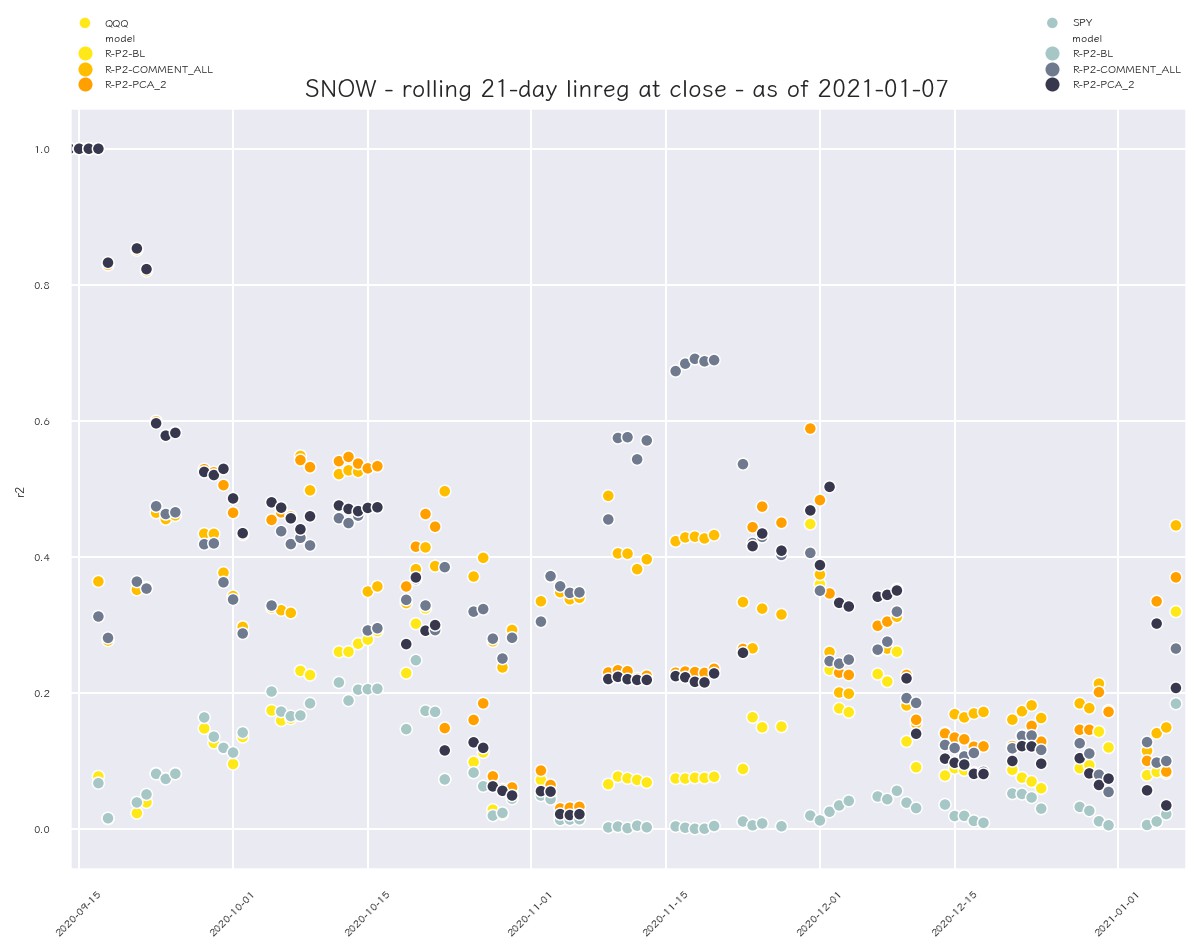 QQQ
model
R-P2-BL
R-P2-COMMENT_ALL
R-P2-PCA_2
SPY
model
R-P2-BL
R-P2-COMMENT_ALL
R-P2-PCA_2
SNOW - rolling 21-day linreg at close - as of 2021-01-07
1.0
0.8
0.6
r2
0.4
0.2
0.0
2020-09-15
2020-10-01
2020-10-15
2020-11-01
2020-11-15
2020-12-01
2020-12-15
2021-01-01